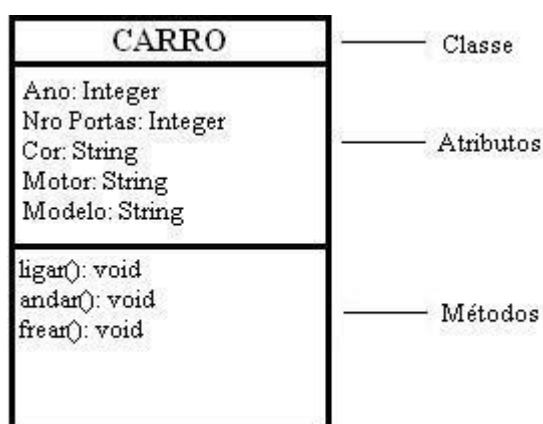 CARRO
Classe
Ano: Integer
Nro Portas: Integer
Cor: String
Motor: String
Modelo: String
Atributos
ligar(): void
andar(): void
frear(): void
Métodos